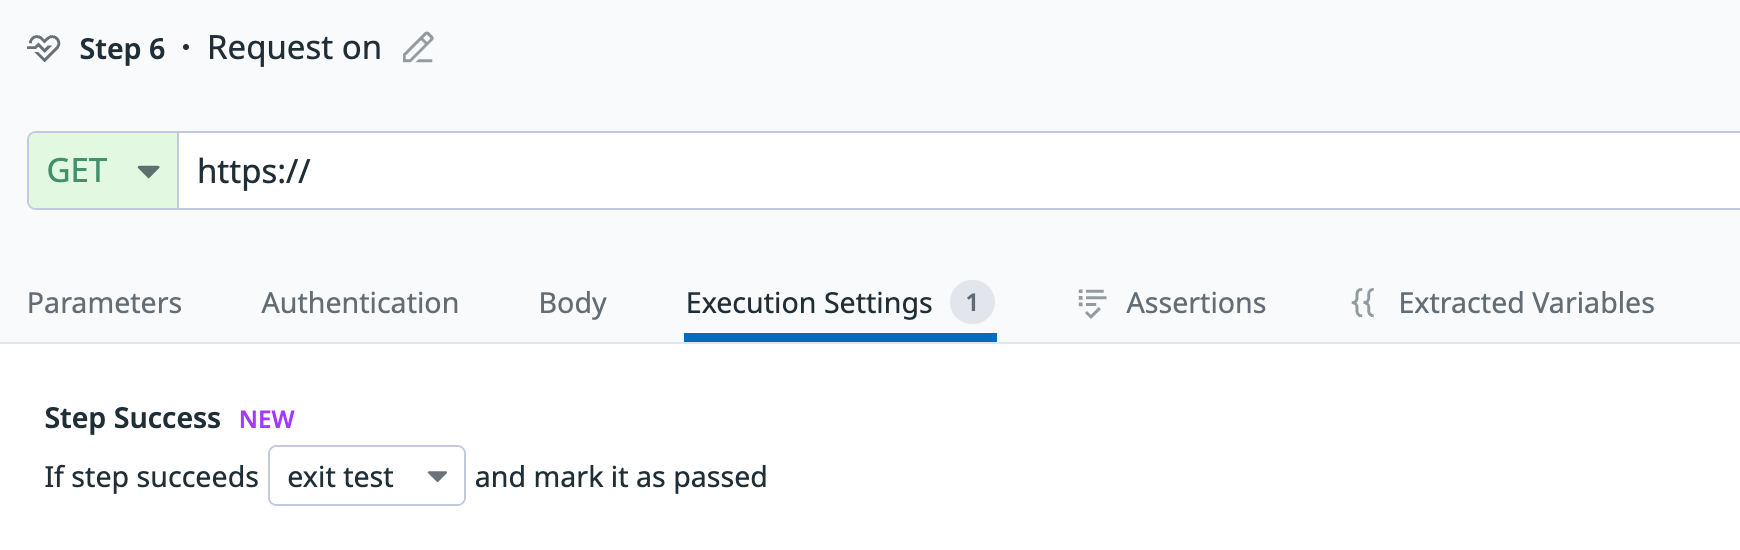 Step 6 · Request on
GET https://
Parameters Authentication Body Execution Settings 1 Assertions {{ Extracted Variables
Step Success NEW
If step succeeds exit test and mark it as passed